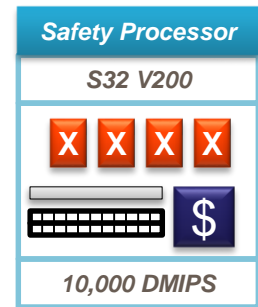 Safety Processor
S32 V200
X X X X
$
10,000 DMIPS